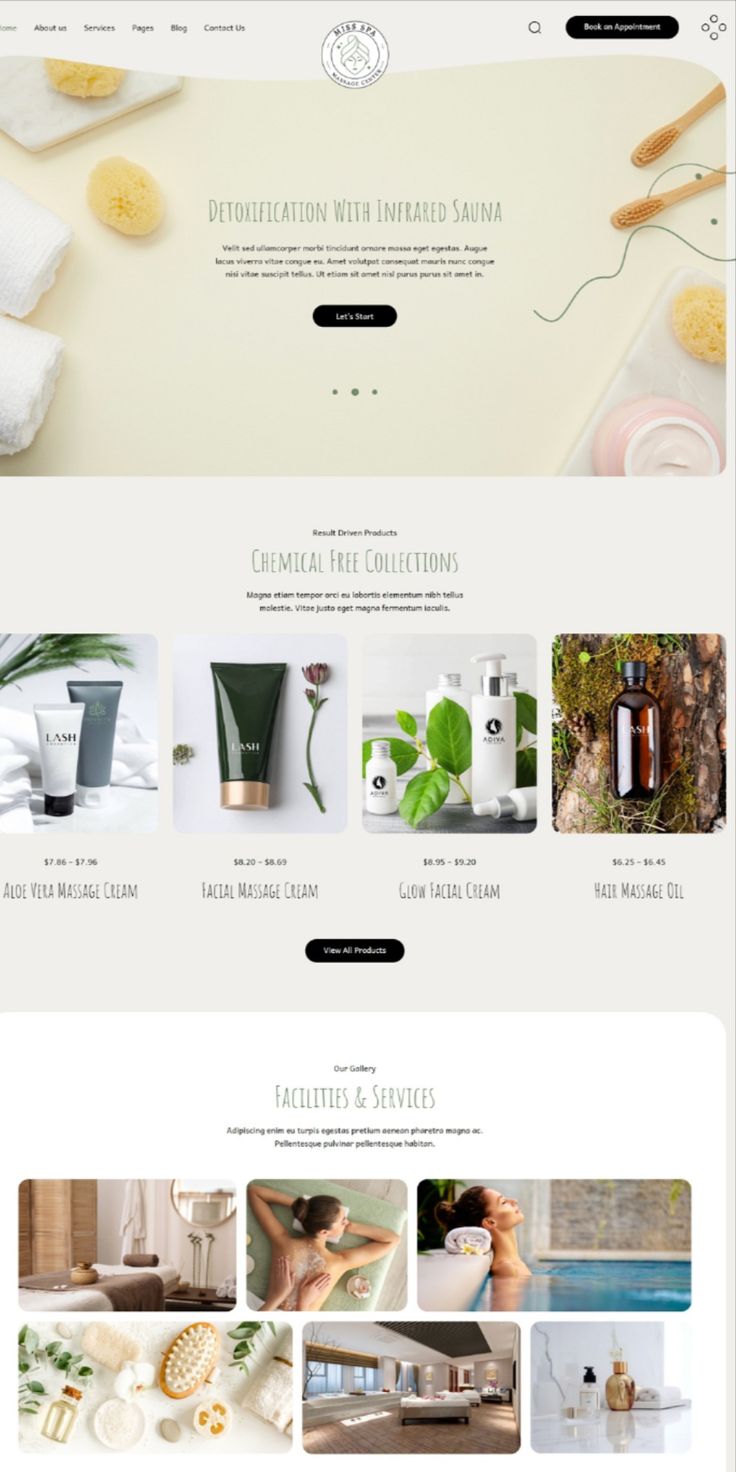 ome
About us
Services
Pages
Blog
Contact Us
MISS SPA
MASSAGE CENTER
Book an Appointment
Detoxification With Infrared Sauna
Velit sed ullamcorper morbi tincidunt ornare massa eget egestas. Augue
lacus viverra vitae congue eu. Amet volutpat consequat mauris nunc congue
nisi vitae suscipit tellus. Ut etiam sit amet nisl purus purus sit amet in.
Let's Start
Result Driven Products
Chemical Free Collections
Magna etiam tempor orci eu lobortis elementum nibh tellus
molestie. Vitae justo eget magna fermentum iaculis.
LASH
COSMETICS
LASH
COSMETICS
ADIVA
ADIVA
LASH
$7.86 – $7.96
$8.20 – $8.69
$8.95 – $9.20
$6.25 – $6.45
Aloe Vera Massage Cream
Facial Massage Cream
Glow Facial Cream
Hair Massage Oil
View All Products
Our Gallery
Facilities & Services
Adipiscing enim eu turpis egestas pretium aenean pharetra magna ac.
Pellentesque pulvinar pellentesque habitan.